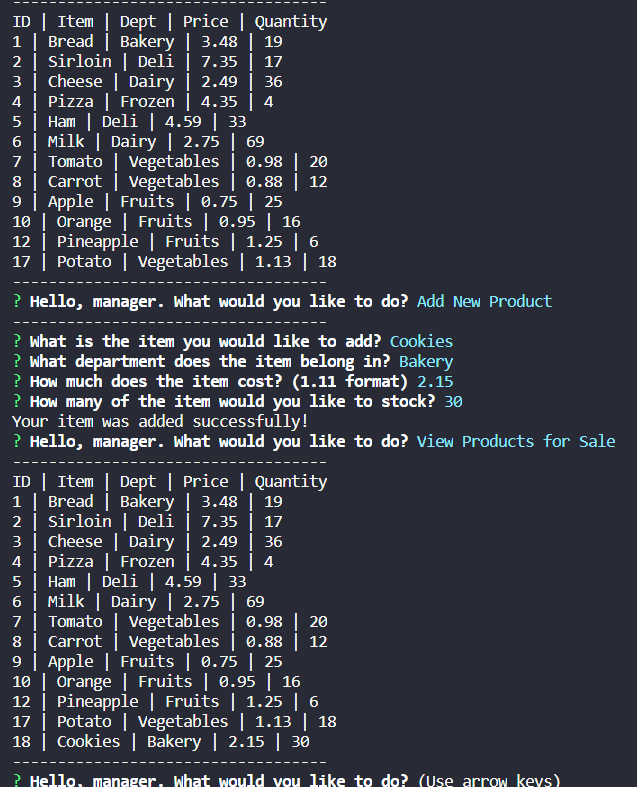 -----------------------------------
ID | Item | Dept | Price | Quantity
1 | Bread | Bakery | 3.48 | 19
2 | Sirloin | Deli | 7.35 | 17
3 | Cheese | Dairy | 2.49 | 36
4 | Pizza | Frozen | 4.35 | 4
5 | Ham | Deli | 4.59 | 33
6 | Milk | Dairy | 2.75 | 69
7 | Tomato | Vegetables | 0.98 | 20
8 | Carrot | Vegetables | 0.88 | 12
9 | Apple | Fruits | 0.75 | 25
10 | Orange | Fruits | 0.95 | 16
12 | Pineapple | Fruits | 1.25 | 6
17 | Potato | Vegetables | 1.13 | 18
-----------------------------------
? Hello, manager. What would you like to do? Add New Product
-----------------------------------
? What is the item you would like to add? Cookies
? What department does the item belong in? Bakery
? How much does the item cost? (1.11 format) 2.15
? How many of the item would you like to stock? 30
Your item was added successfully!
? Hello, manager. What would you like to do? View Products for Sale
-----------------------------------
ID | Item | Dept | Price | Quantity
1 | Bread | Bakery | 3.48 | 19
2 | Sirloin | Deli | 7.35 | 17
3 | Cheese | Dairy | 2.49 | 36
4 | Pizza | Frozen | 4.35 | 4
5 | Ham | Deli | 4.59 | 33
6 | Milk | Dairy | 2.75 | 69
7 | Tomato | Vegetables | 0.98 | 20
8 | Carrot | Vegetables | 0.88 | 12
9 | Apple | Fruits | 0.75 | 25
10 | Orange | Fruits | 0.95 | 16
12 | Pineapple | Fruits | 1.25 | 6
17 | Potato | Vegetables | 1.13 | 18
18 | Cookies | Bakery | 2.15 | 30
-----------------------------------
? Hello, manager. What would you like to do? (Use arrow keys)